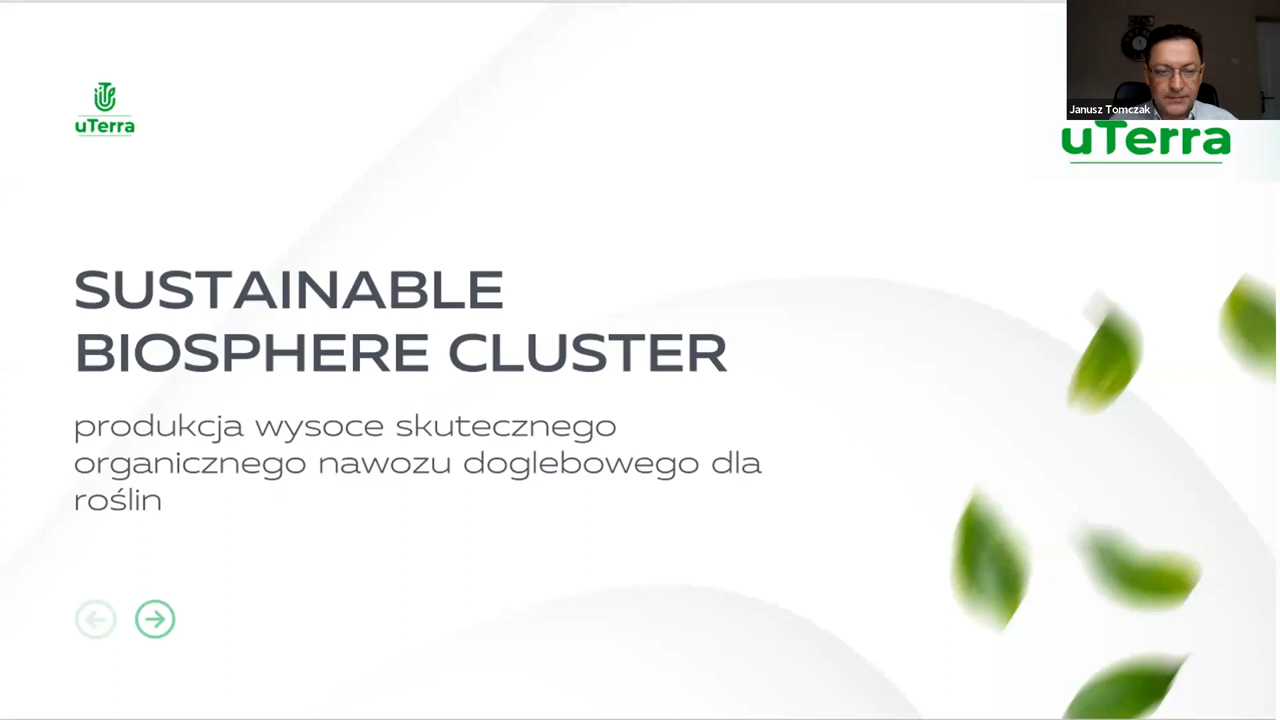 uTerra
Janusz Tomczak
uTerra
SUSTAINABLE
BIOSPHERE CLUSTER
produkcja wysoce skutecznego
organicznego nawozu doglebowego dla
roślin